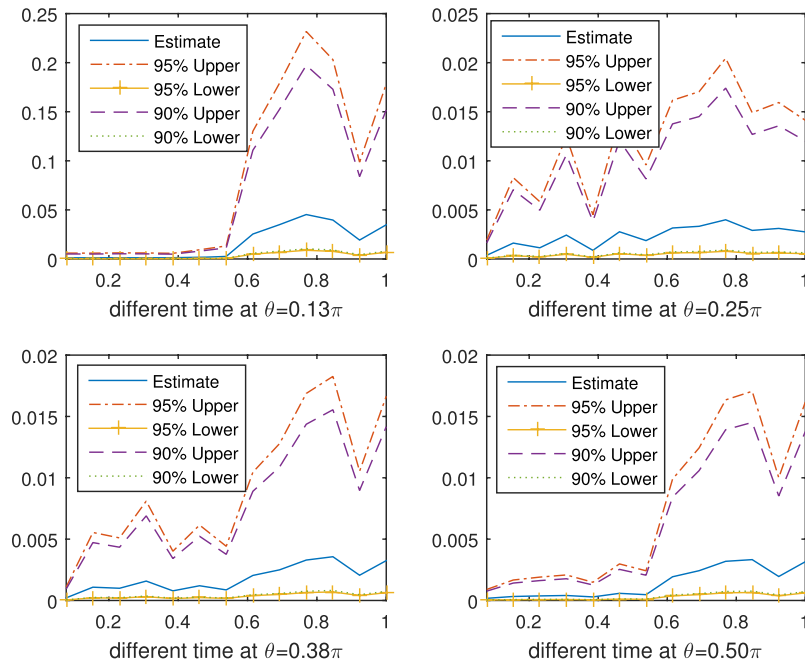 0.25
0.2
0.15
0.1
0.05
0
Estimate
95% Upper
95% Lower
90% Upper
90% Lower
0.2 0.4 0.6 0.8 1
different time at θ=0.13π
0.025
0.02
0.015
0.01
0.005
0
Estimate
95% Upper
95% Lower
90% Upper
90% Lower
0.2 0.4 0.6 0.8 1
different time at θ=0.25π
0.02
0.015
0.01
0.005
0
Estimate
95% Upper
95% Lower
90% Upper
90% Lower
0.2 0.4 0.6 0.8 1
different time at θ=0.38π
0.02
0.015
0.01
0.005
0
Estimate
95% Upper
95% Lower
90% Upper
90% Lower
0.2 0.4 0.6 0.8 1
different time at θ=0.50π